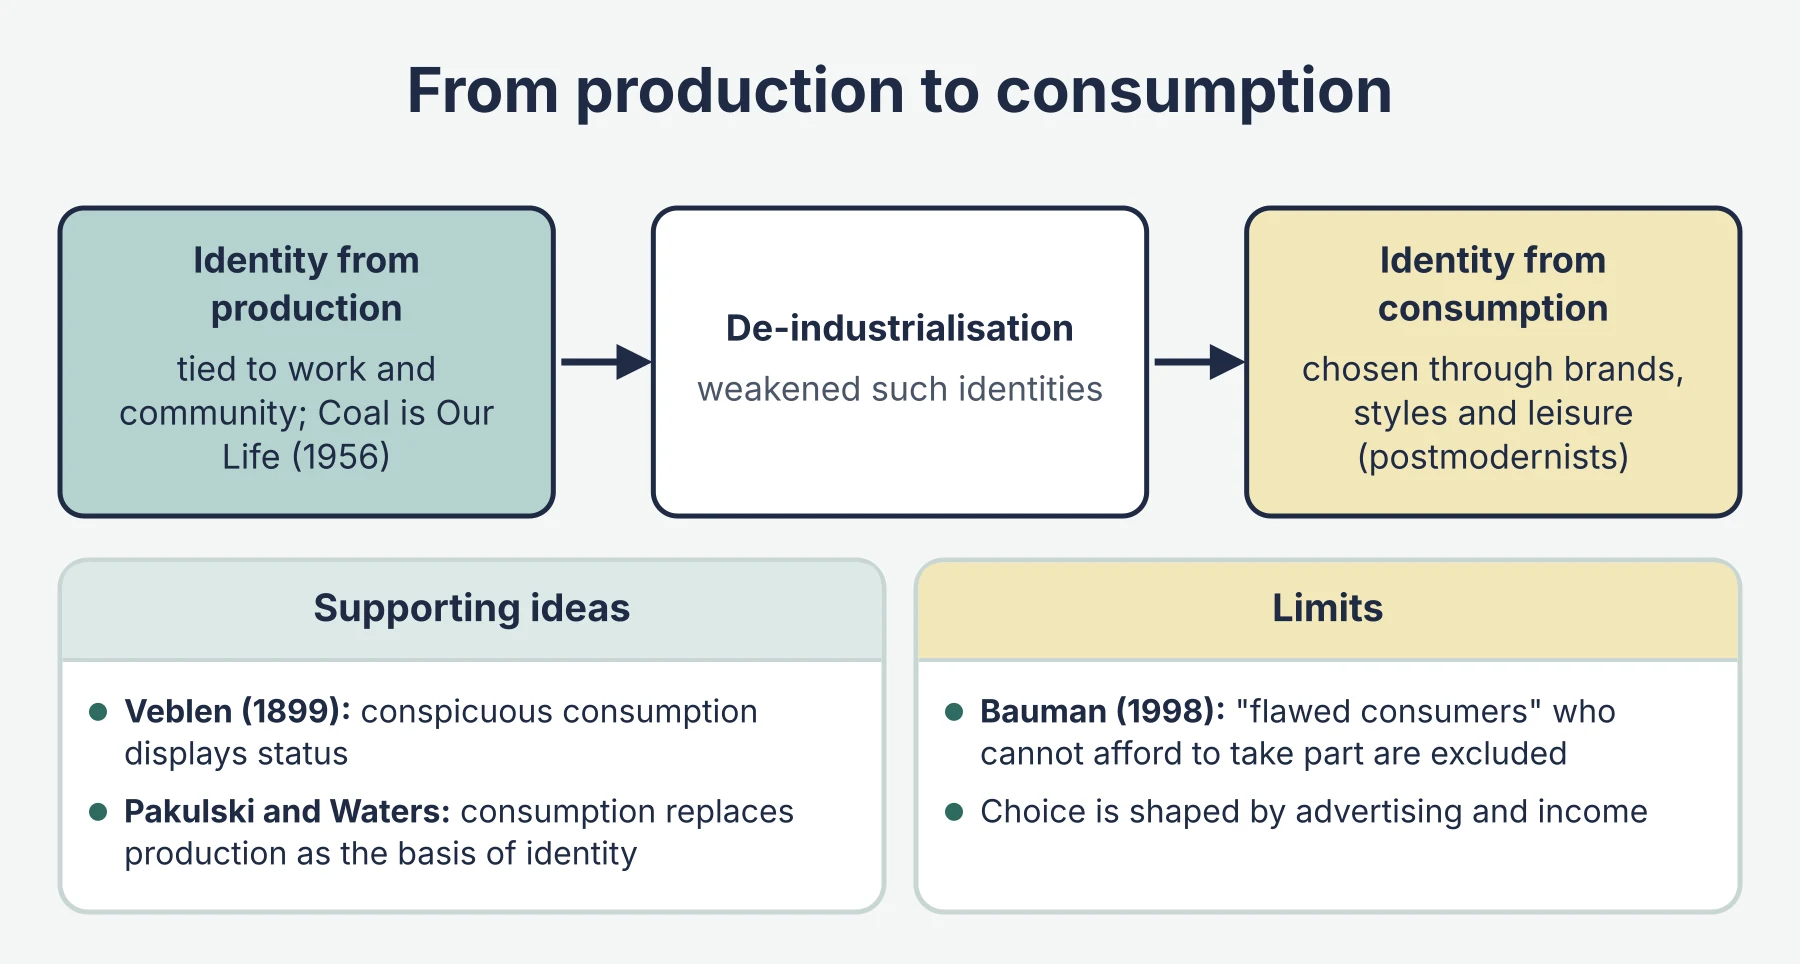 From production to consumption
Identity from
production
tied to work and
community; Coal is Our
Life (1956)
De-industrialisation
weakened such identities
Identity from
consumption
chosen through brands,
styles and leisure
(postmodernists)
Supporting ideas
Veblen (1899): conspicuous consumption
displays status
Pakulski and Waters: consumption replaces
production as the basis of identity
Limits
Bauman (1998): "flawed consumers" who
cannot afford to take part are excluded
Choice is shaped by advertising and income